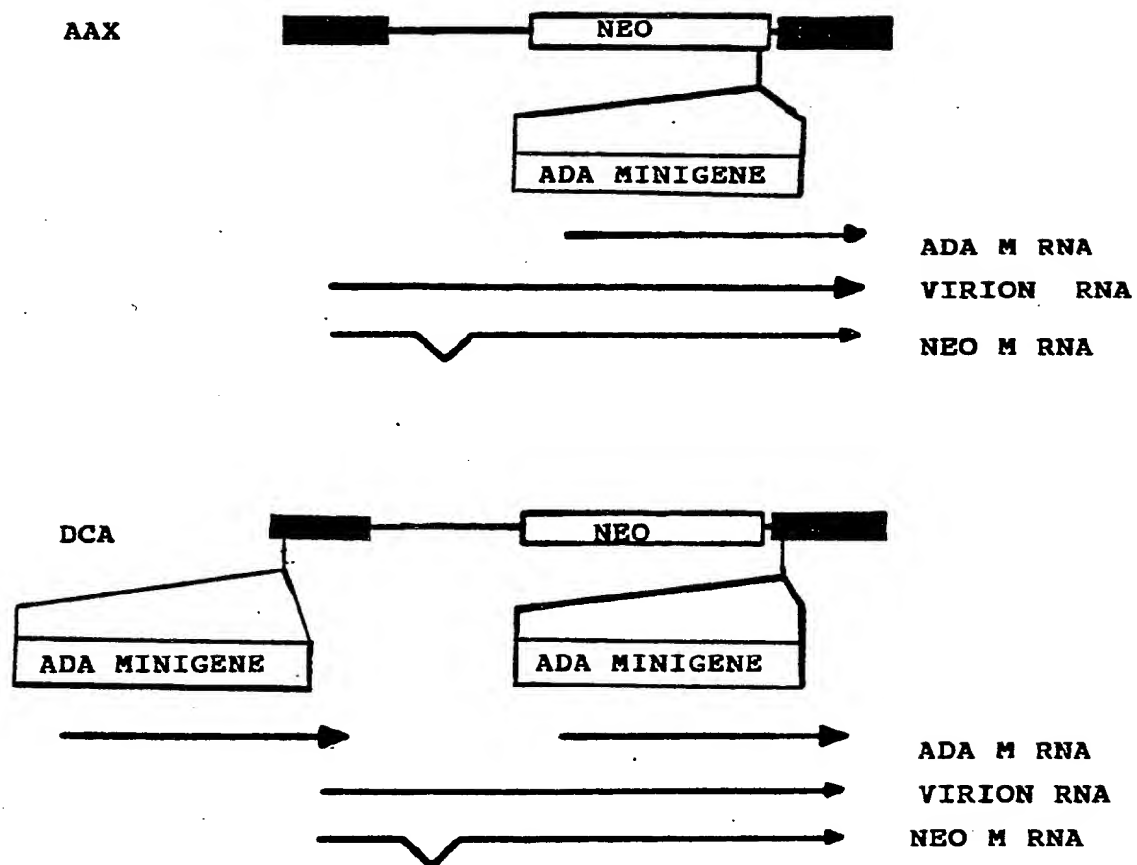 AAX
NEO
ADA MINIGENE
ADA M RNA
VIRION RNA
NEO M RNA
DCA
NEO
ADA MINIGENE
ADA MINIGENE
ADA M RNA
VIRION RNA
NEO M RNA